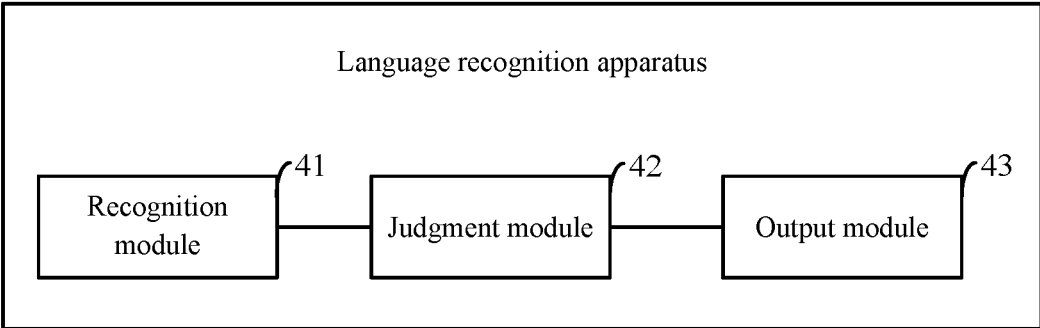 Language recognition apparatus
41
42
43
Recognition
module
Judgment module
Output module